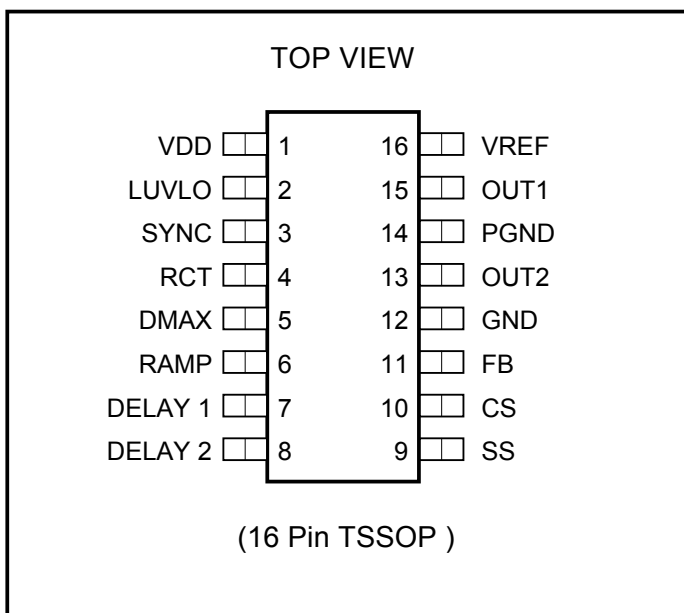 TOP VIEW
VDD 1 16 VREF
LUVLO 2 15 OUT1
SYNC 3 14 PGND
RCT 4 13 OUT2
DMAX 5 12 GND
RAMP 6 11 FB
DELAY 1 7 10 CS
DELAY 2 8 9 SS
(16 Pin TSSOP )